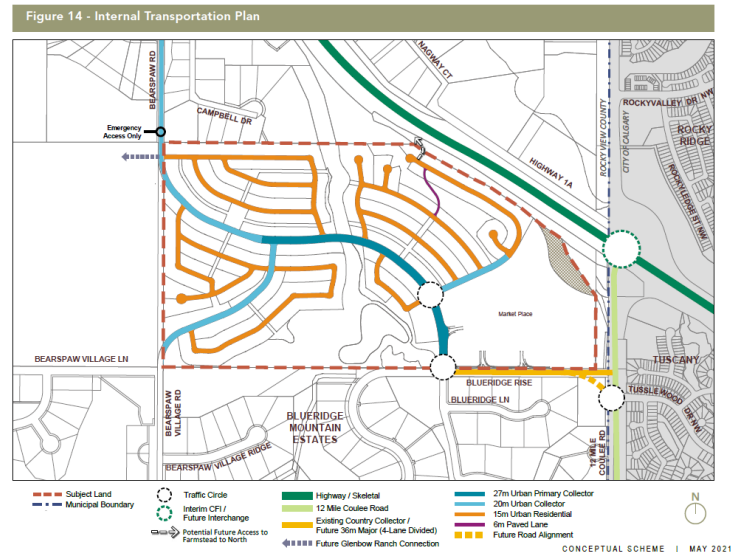 Figure 14 - Internal Transportation Plan
BEARSPAW RD
NAGWAY CT
CAMPBELL DR
Emergency
Access Only
HIGHWAY 1A
ROCKY VIEW COUNTY
CITY OF CALGARY
ROCKYVALLEY DR NW
ROCKY
RIDGE
ROCKYLEDGE ST NW
Market Place
BEARSPAW VILLAGE LN
BEARSPAW
VILLAGE RD
BLUERIDGE RISE
BLUERIDGE LN
BLUERIDGE
MOUNTAIN
ESTATES
BEARSPAW VILLAGE RIDGE
TUSCANY
TUSSLEWOOD
DR NW
12 MILE
COULEE RD
Subject Land
Municipal Boundary
Traffic Circle
Interim CFI /
Future Interchange
Potential Future Access to
Farmstead to North
Highway / Skeletal
12 Mile Coulee Road
Existing Country Collector /
Future 36m Major (4-Lane Divided)
Future Glenbow Ranch Connection
27m Urban Primary Collector
20m Urban Collector
15m Urban Residential
6m Paved Lane
Future Road Alignment
N
CONCEPTUAL SCHEME | MAY 2021